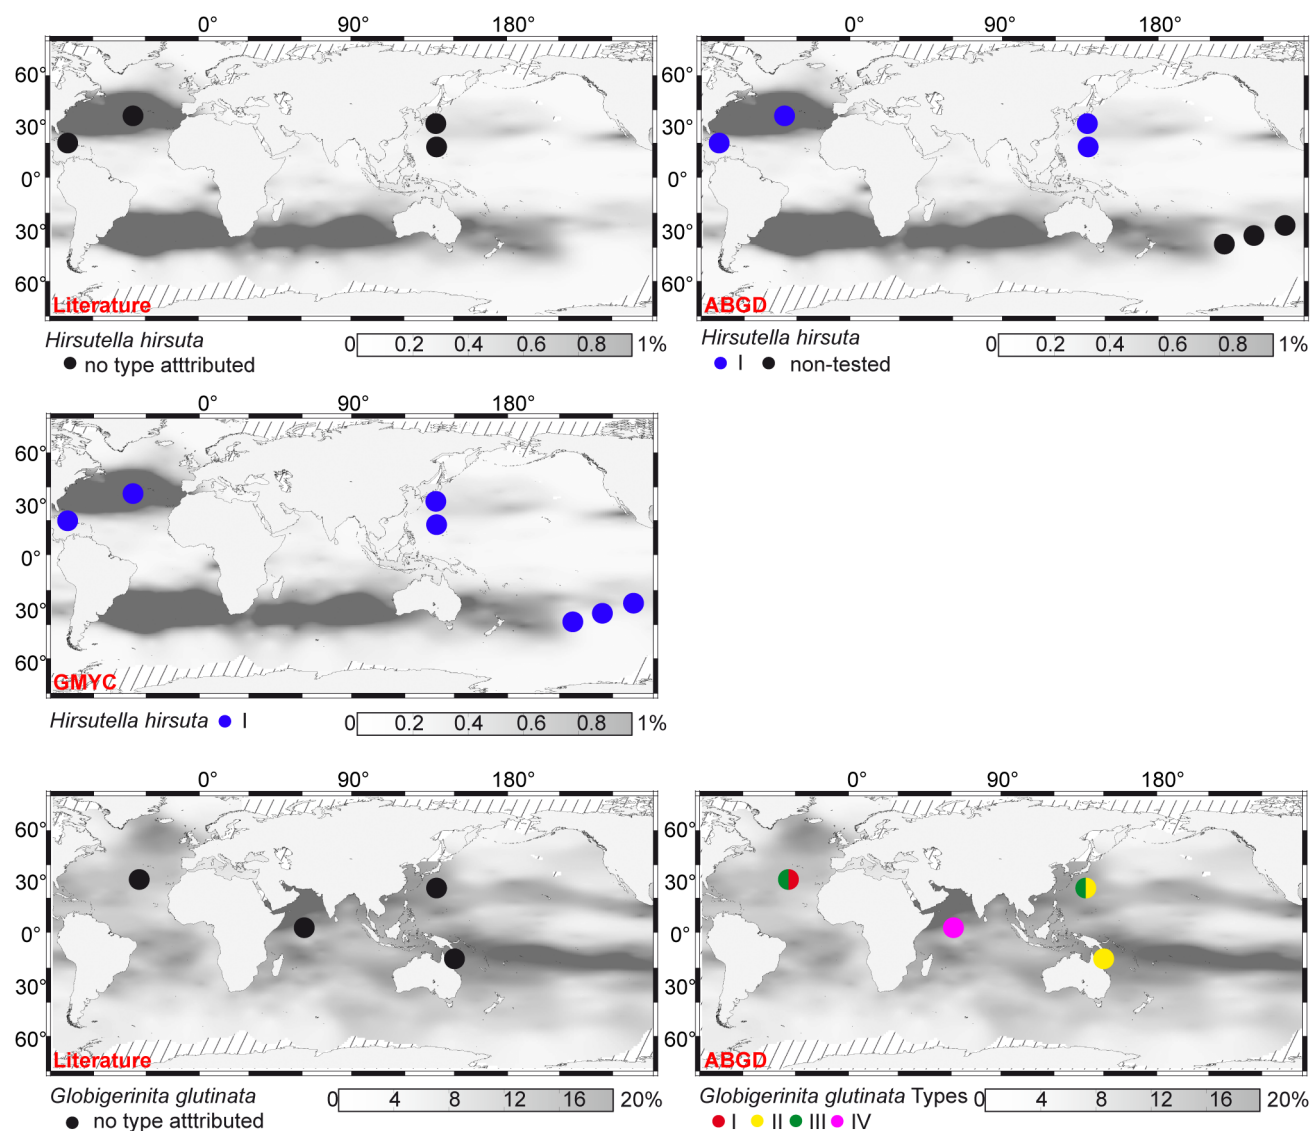 0° 90° 180°
60°
30°
0°
30°
60°
Literature
Hirsutella hirsuta
0 0.2 0.4 0.6 0.8 1%
no type atttributed
0° 90° 180°
60°
30°
0°
30°
60°
ABGD
Hirsutella hirsuta
0 0.2 0.4 0.6 0.8 1%
I non-tested
0° 90° 180°
60°
30°
0°
30°
60°
GMYC
Hirsutella hirsuta I
0 0.2 0.4 0.6 0.8 1%
0° 90° 180°
60°
30°
0°
30°
60°
Literature
Globigerinita glutinata
0 4 8 12 16 20%
no type atttributed
0° 90° 180°
60°
30°
0°
30°
60°
ABGD
Globigerinita glutinata Types
0 4 8 12 16 20%
I II III IV